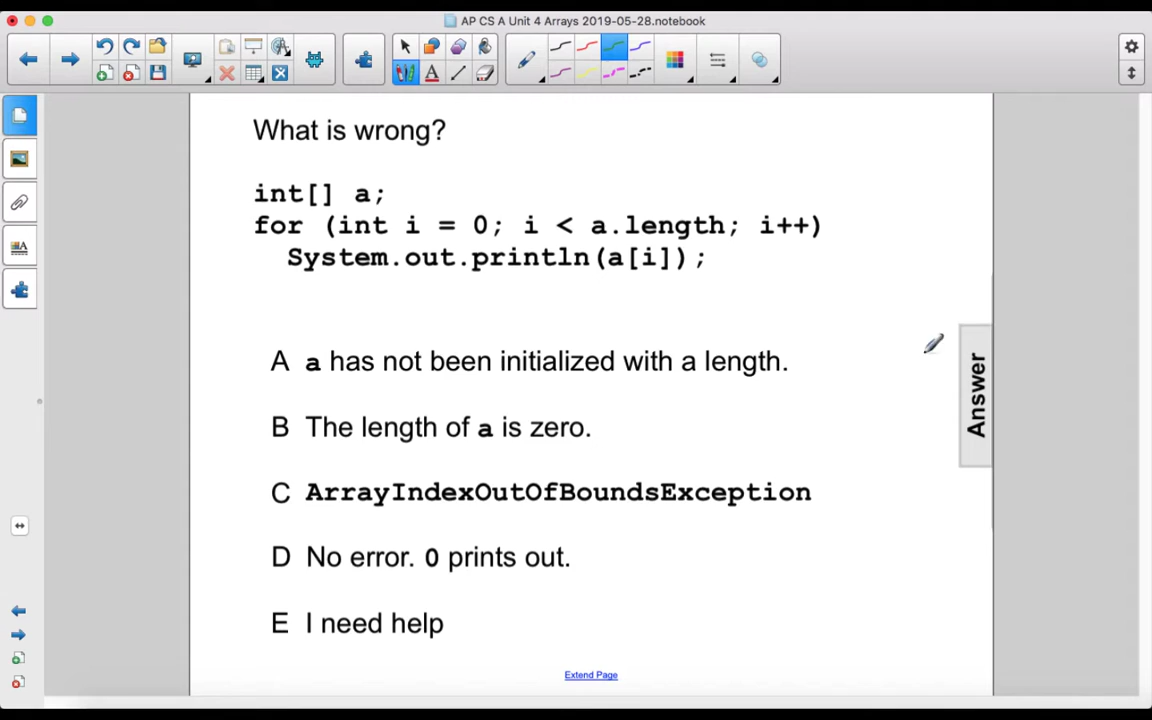 AP CS A Unit 4 Arrays 2019-05-28.notebook
What is wrong?
int[] a;
for (int i = 0; i < a.length; i++)
System.out.println(a[i]);
A a has not been initialized with a length.
B The length of a is zero.
C ArrayIndexOutOfBoundsException
D No error. 0 prints out.
E I need help
Answer
Extend Page